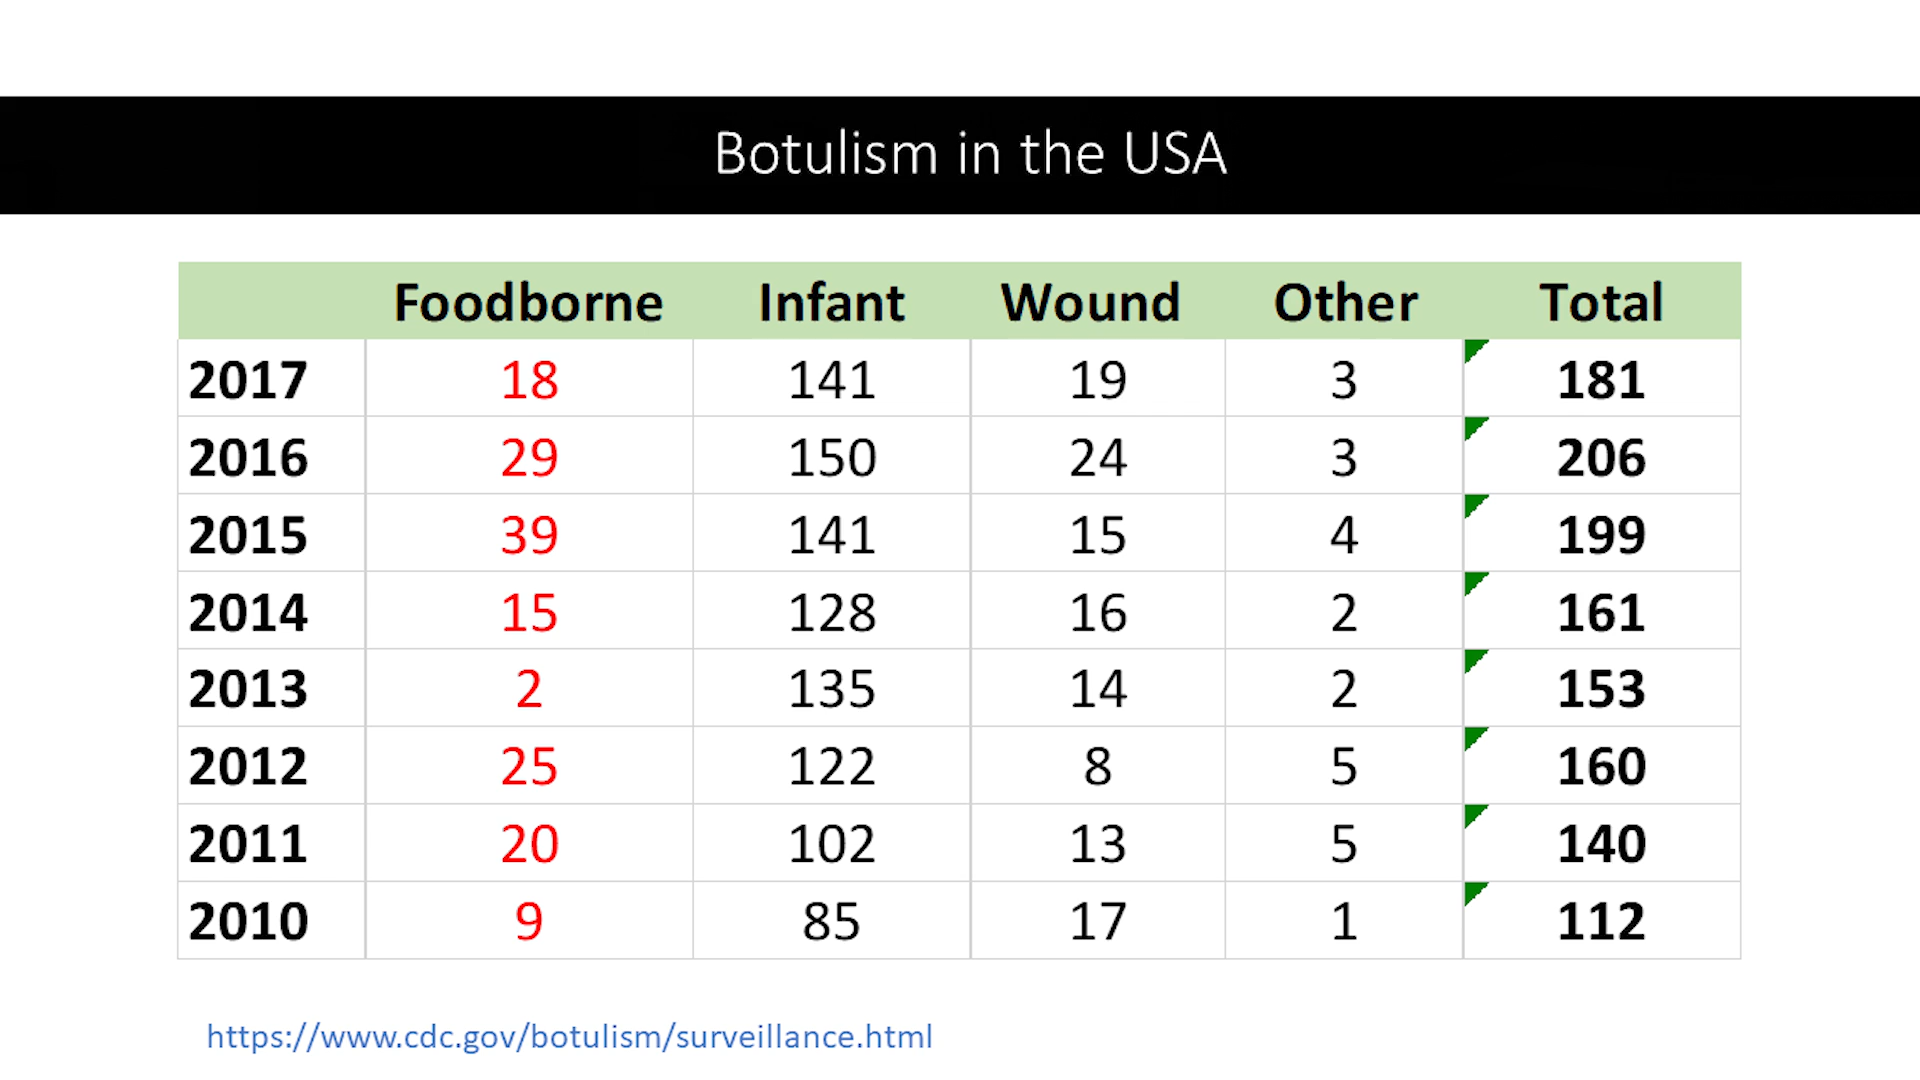 Botulism in the USA
Foodborne Infant Wound Other Total
2017 18 141 19 3 181
2016 29 150 24 3 206
2015 39 141 15 4 199
2014 15 128 16 2 161
2013 2 135 14 2 153
2012 25 122 8 5 160
2011 20 102 13 5 140
2010 9 85 17 1 112
https://www.cdc.gov/botulism/surveillance.html